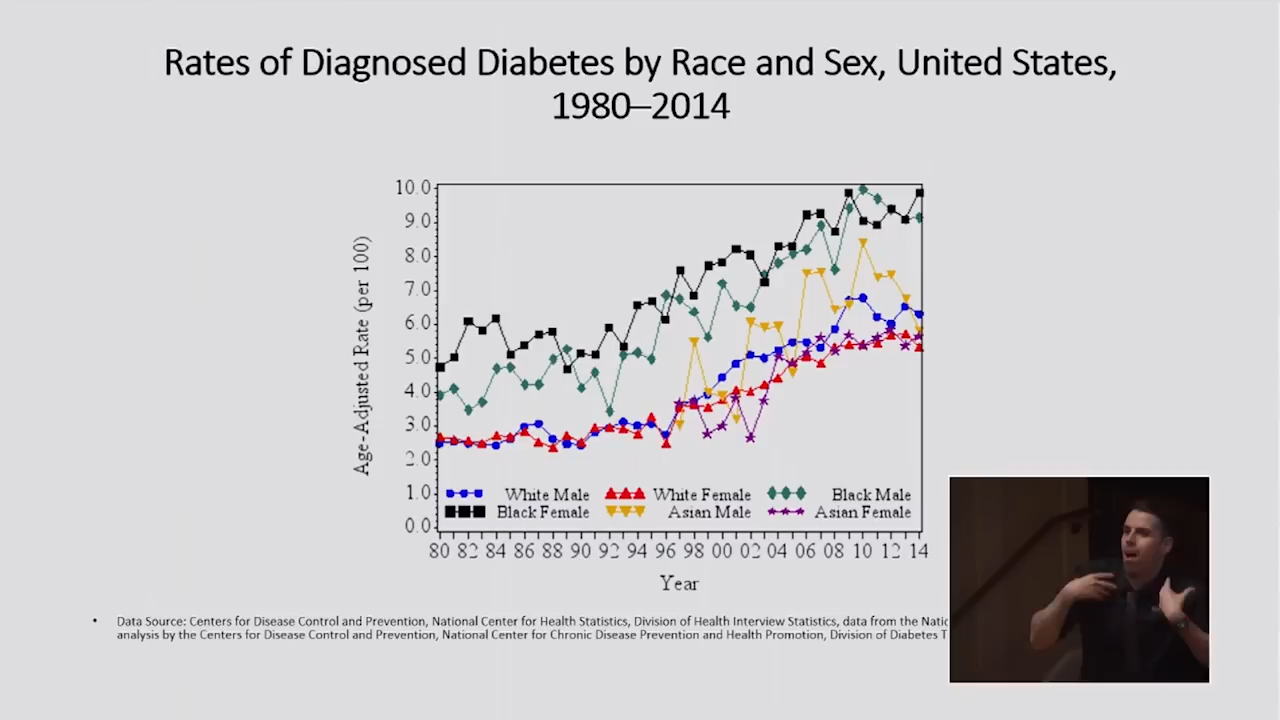 Rates of Diagnosed Diabetes by Race and Sex, United States,
1980–2014
10.0
9.0
8.0
7.0
6.0
5.0
4.0
3.0
2.0
1.0
0.0
Age-Adjusted Rate (per 100)
White Male White Female Black Male
Black Female Asian Male Asian Female
80 82 84 86 88 90 92 94 96 98 00 02 04 06 08 10 12 14
Year
• Data Source: Centers for Disease Control and Prevention, National Center for Health Statistics, Division of Health Interview Statistics, data from the
analysis by the Centers for Disease Control and Prevention, National Center for Chronic Disease Prevention and Health Promotion, Division of Diabetes